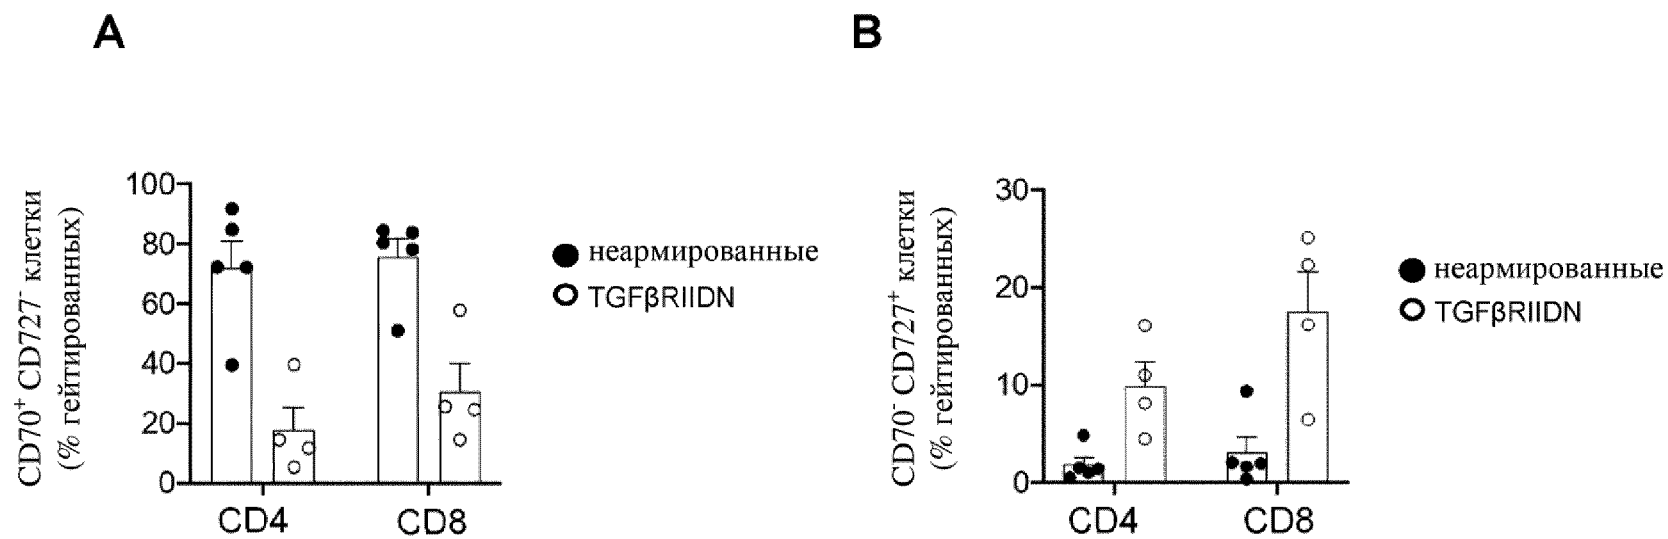 A
CD70+ CD727- клетки
(% гейтированных)
100
80
60
40
20
0
CD4
CD8
неармированные
TGFβRIIDN
B
CD70- CD727+ клетки
(% гейтированных)
30
20
10
0
CD4
CD8
неармированные
TGFβRIIDN